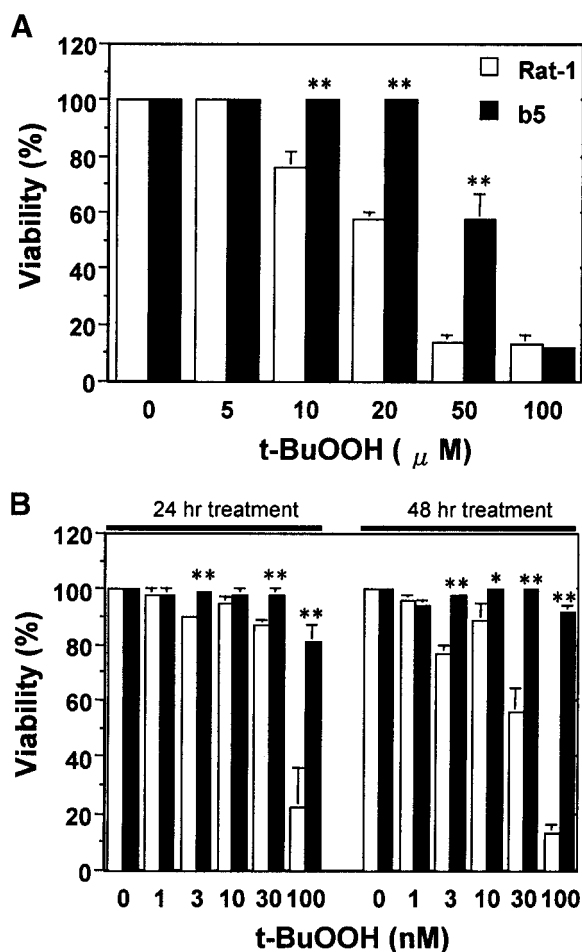 A
120
100
80
60
40
20
0
Viability (%)
Rat-1
b5
** **
**
0 5 10 20 50 100
t-BuOOH ( μ M)
B
24 hr treatment 48 hr treatment
120
100
80
60
40
20
0
Viability (%)
** ** ** ** * ** **
0 1 3 10 30 100 0 1 3 10 30 100
t-BuOOH (nM)